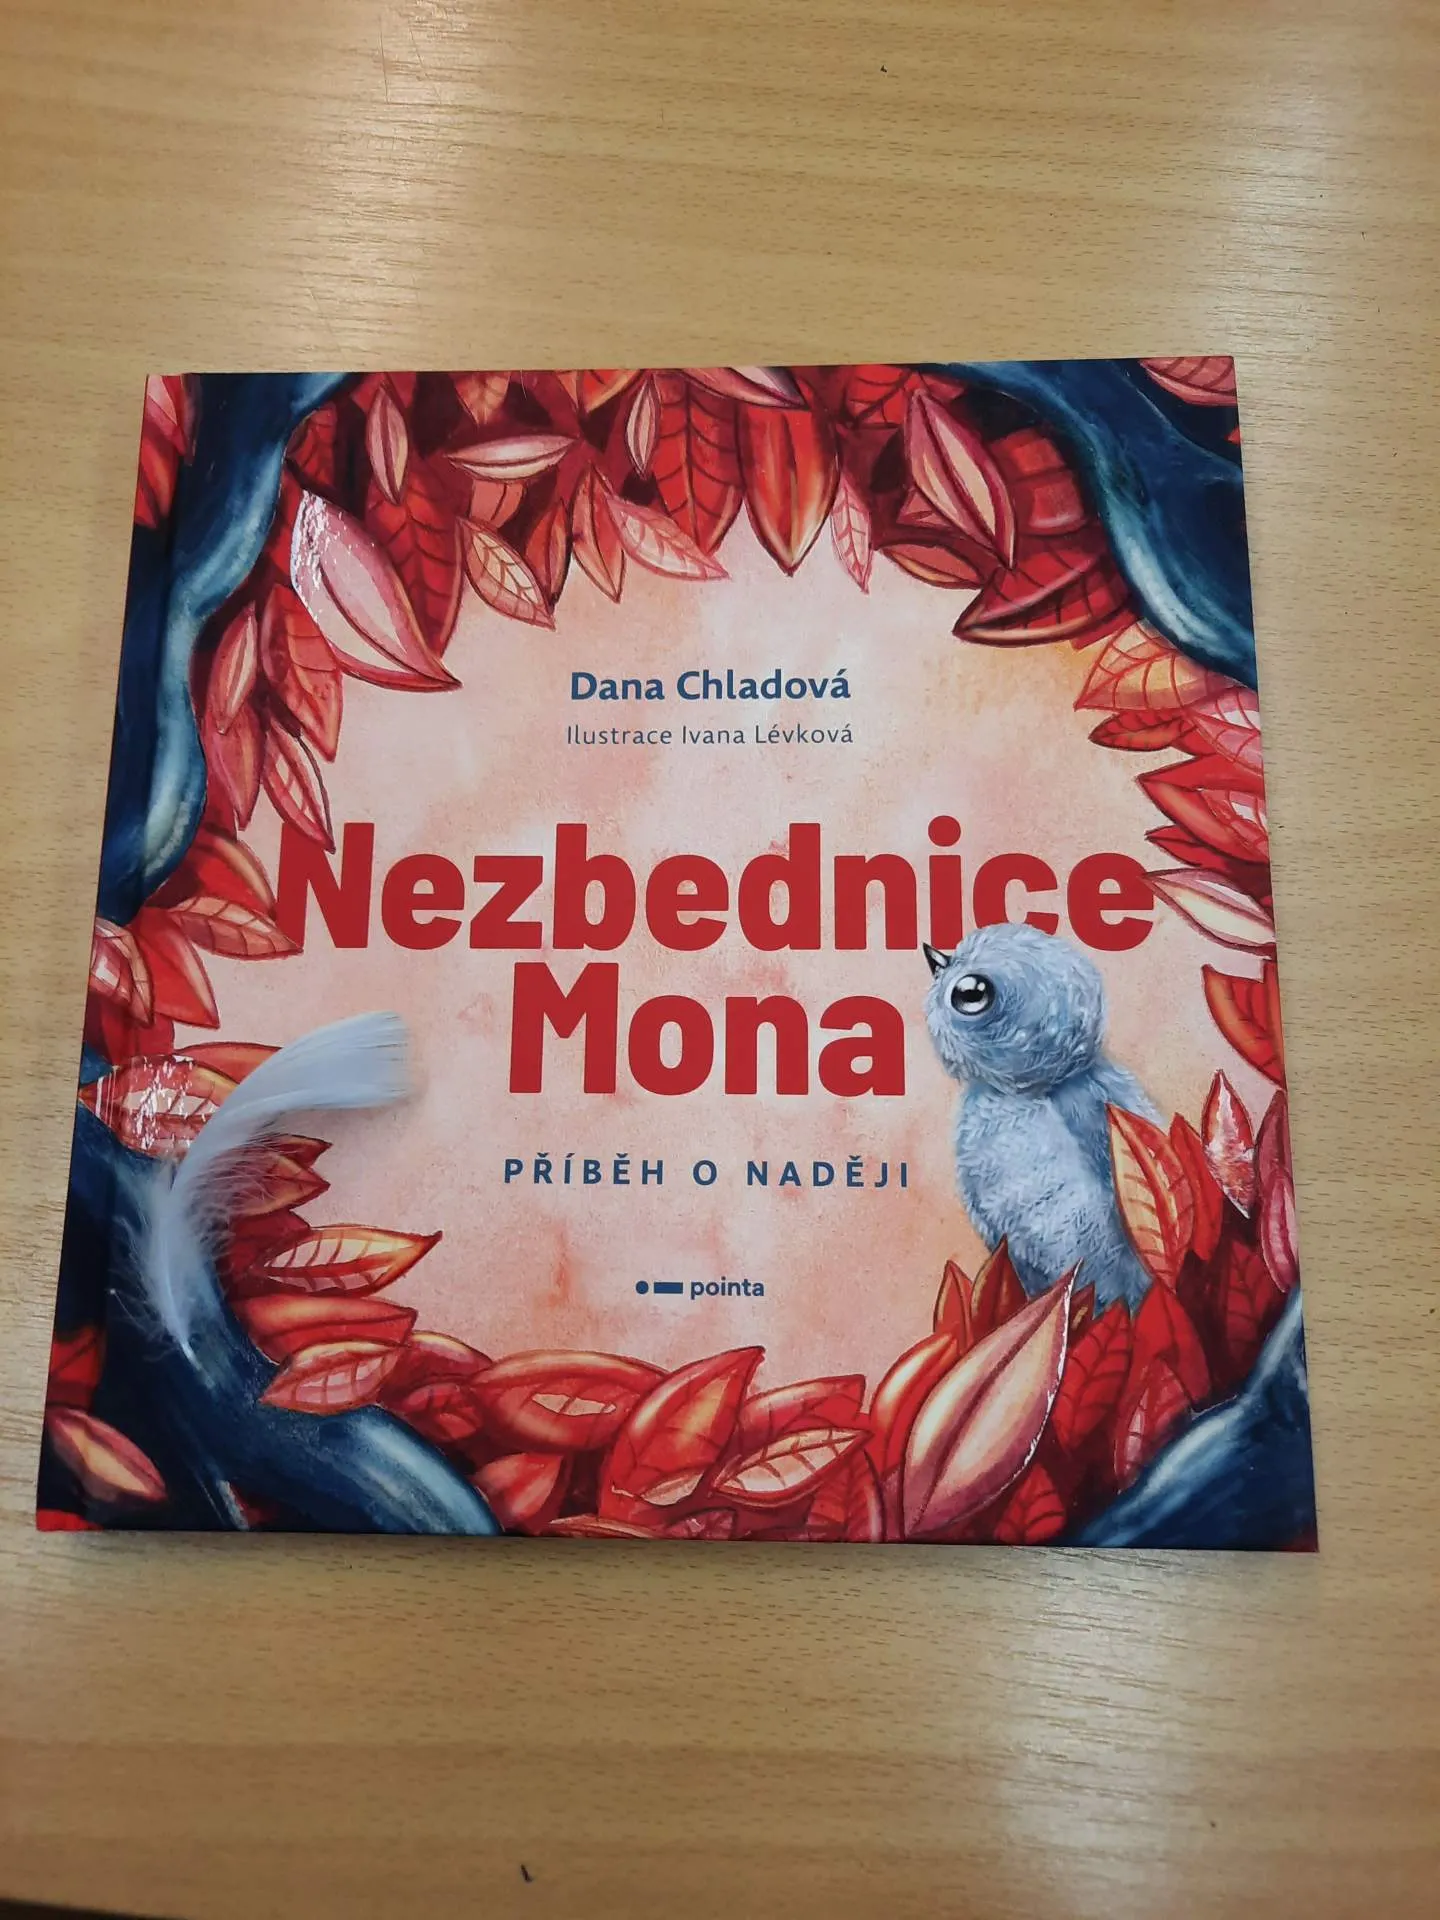 Dana Chladová
Ilustrace Ivana Lévková
Nezbednice
Mona
PŘÍBĚH O NADĚJI
pointa